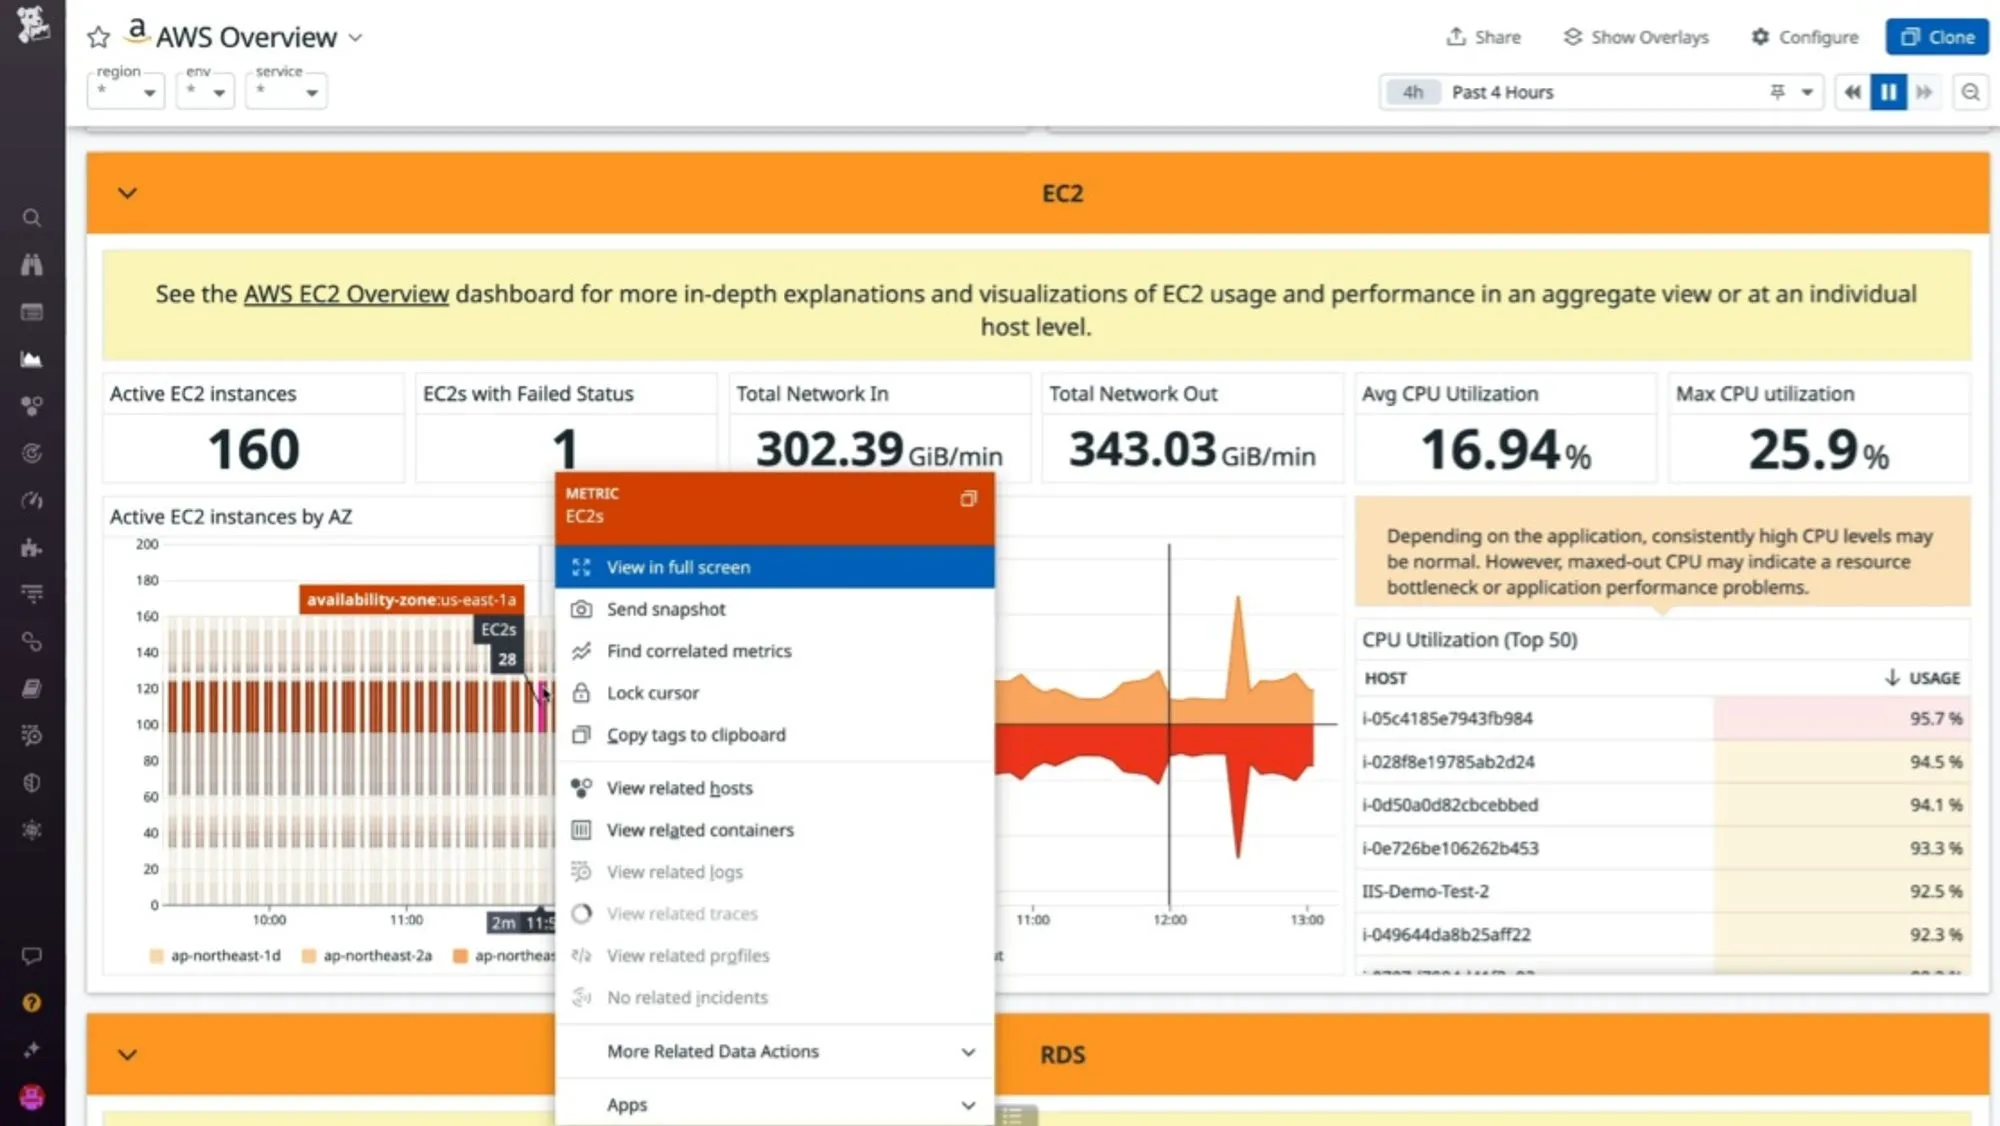 AWS Overview
Share
Show Overlays
Configure
Clone
region
*
env
*
service
*
4h
Past 4 Hours
EC2
See the AWS EC2 Overview dashboard for more in-depth explanations and visualizations of EC2 usage and performance in an aggregate view or at an individual
host level.
Active EC2 instances
160
EC2s with Failed Status
1
Total Network In
302.39 GiB/min
Total Network Out
343.03 GiB/min
Avg CPU Utilization
16.94 %
Max CPU utilization
25.9 %
Active EC2 instances by AZ
200
180
160
140
120
100
80
60
40
20
0
10:00
11:00
2m
availability-zone:us-east-1a
EC2s
28
ap-northeast-1d
ap-northeast-2a
METRIC
EC2s
View in full screen
Send snapshot
Find correlated metrics
Lock cursor
Copy tags to clipboard
View related hosts
View related containers
View related logs
View related traces
View related profiles
No related incidents
More Related Data Actions
Apps
11:00
12:00
13:00
Depending on the application, consistently high CPU levels may
be normal. However, maxed-out CPU may indicate a resource
bottleneck or application performance problems.
CPU Utilization (Top 50)
HOST
USAGE
i-05c4185e7943fb984
95.7 %
i-028f8e19785ab2d24
94.5 %
i-0d50a0d82cbcebbed
94.1 %
i-0e726be106262b453
93.3 %
IIS-Demo-Test-2
92.5 %
i-049644da8b25aff22
92.3 %
RDS